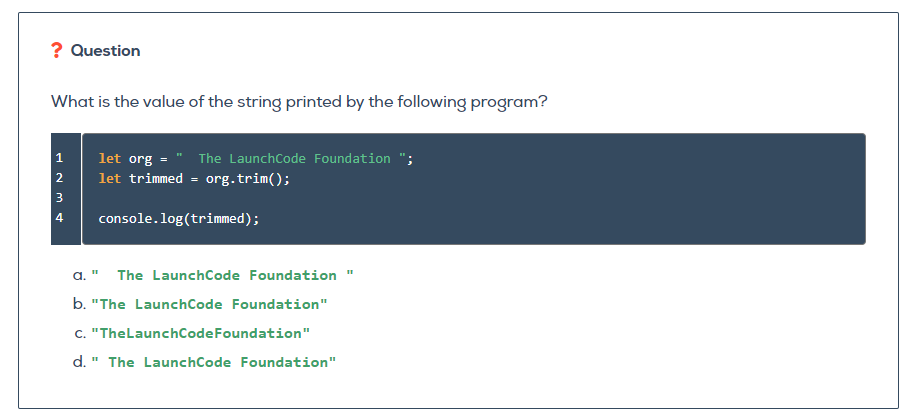 ? Question
What is the value of the string printed by the following program?
1 let org = "  The LaunchCode Foundation ";
2 let trimmed = org.trim();
3
4 console.log(trimmed);
a. "  The LaunchCode Foundation "
b. "The LaunchCode Foundation"
c. "TheLaunchCodeFoundation"
d. " The LaunchCode Foundation"